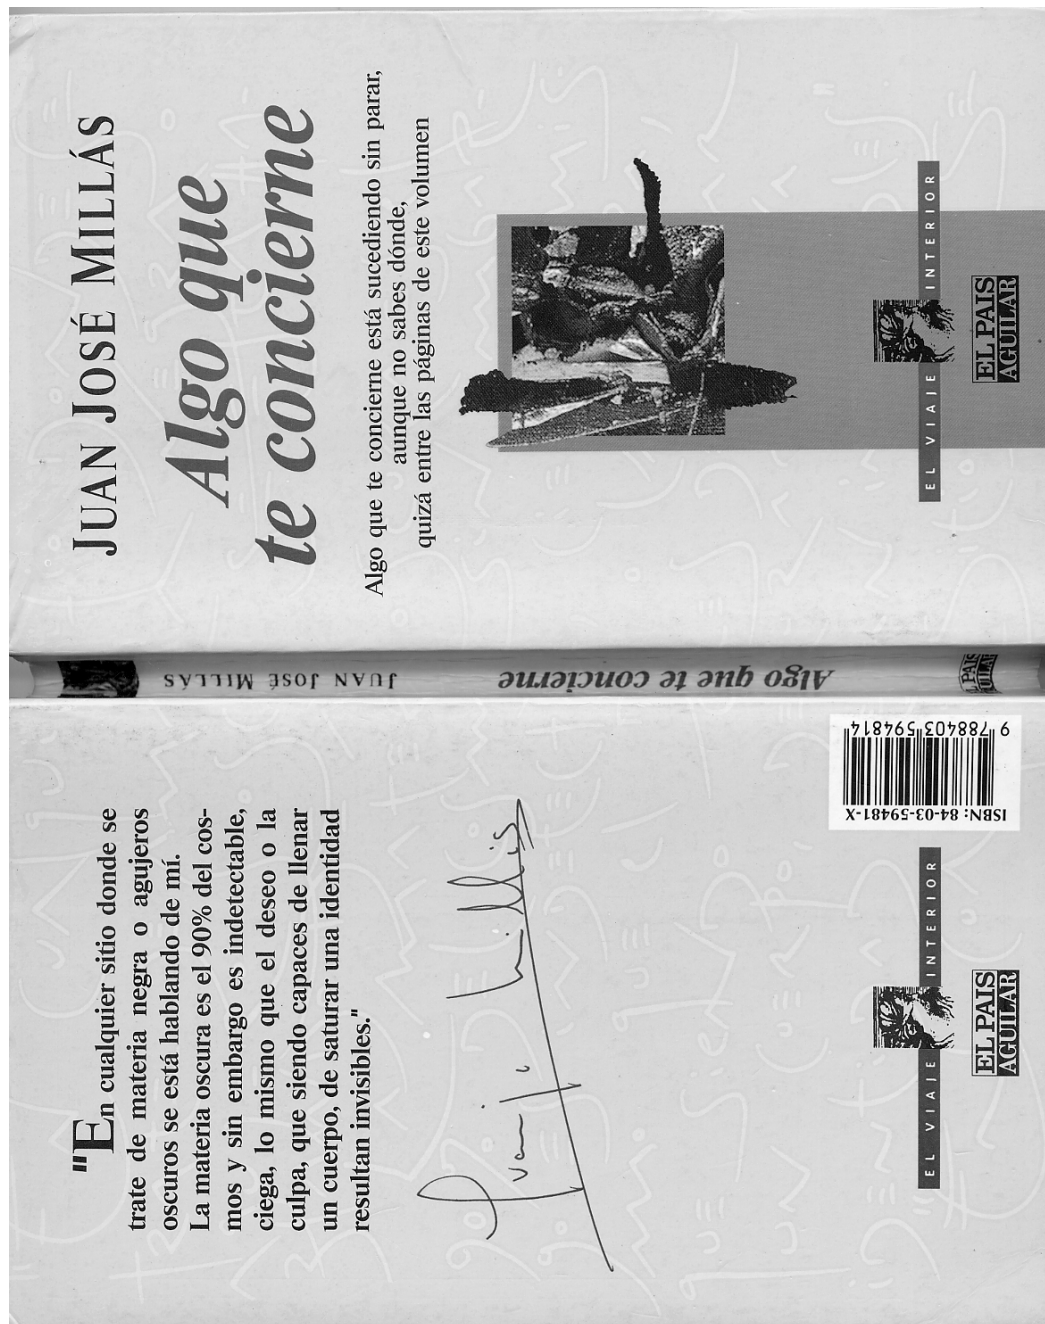 JUAN JOSÉ MILLÁS
Algo que
te concierne
Algo que te concierne está sucediendo sin parar,
aunque no sabes dónde,
quizá entre las páginas de este volumen
EL VIAJE INTERIOR
EL PAIS
AGUILAR
JUAN JOSÉ MILLÁS
Algo que te concierne
"En cualquier sitio donde se
trate de materia negra o agujeros
oscuros se está hablando de mí.
La materia oscura es el 90% del cos-
mos y sin embargo es indetectable,
ciega, lo mismo que el deseo o la
culpa, que siendo capaces de llenar
un cuerpo, de saturar una identidad
resultan invisibles."
Juanjo Millás
ISBN: 84-03-59481-X
9 788403 594814
EL VIAJE INTERIOR
EL PAIS
AGUILAR